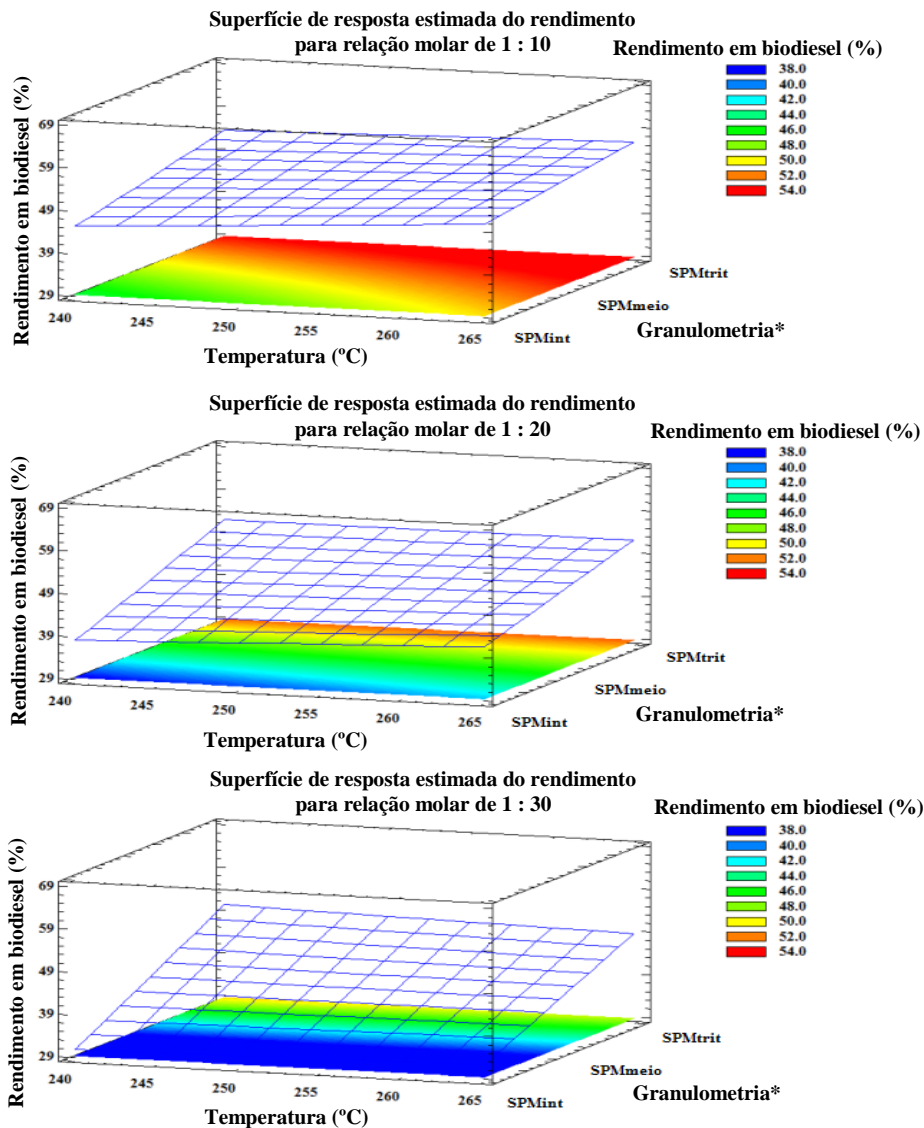 Superfície de resposta estimada do rendimento
para relação molar de 1 : 10
Rendimento em biodiesel (%)
38.0
40.0
42.0
44.0
46.0
48.0
50.0
52.0
54.0
Rendimento em biodiesel (%)
69
59
49
39
29
240
245
250
255
260
265
Temperatura (ºC)
SPMint
SPMmeio
SPMtrit
Granulometria*
Superfície de resposta estimada do rendimento
para relação molar de 1 : 20
Rendimento em biodiesel (%)
38.0
40.0
42.0
44.0
46.0
48.0
50.0
52.0
54.0
Rendimento em biodiesel (%)
69
59
49
39
29
240
245
250
255
260
265
Temperatura (ºC)
SPMint
SPMmeio
SPMtrit
Granulometria*
Superfície de resposta estimada do rendimento
para relação molar de 1 : 30
Rendimento em biodiesel (%)
38.0
40.0
42.0
44.0
46.0
48.0
50.0
52.0
54.0
Rendimento em biodiesel (%)
69
59
49
39
29
240
245
250
255
260
265
Temperatura (ºC)
SPMint
SPMmeio
SPMtrit
Granulometria*